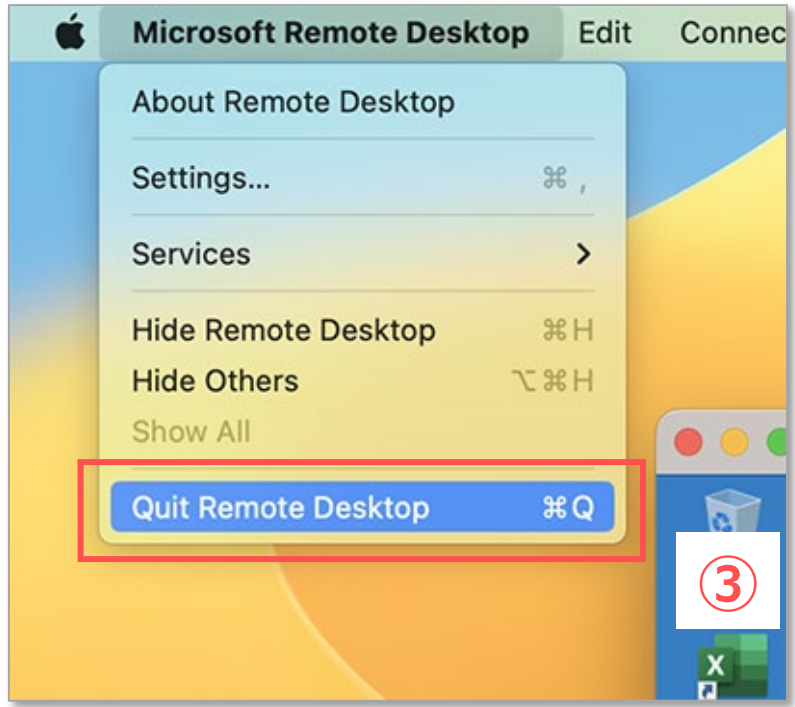 Microsoft Remote Desktop Edit Connec
About Remote Desktop
Settings... ⌘ ,
Services >
Hide Remote Desktop ⌘H
Hide Others ⌥⌘H
Show All
Quit Remote Desktop ⌘Q
③
X